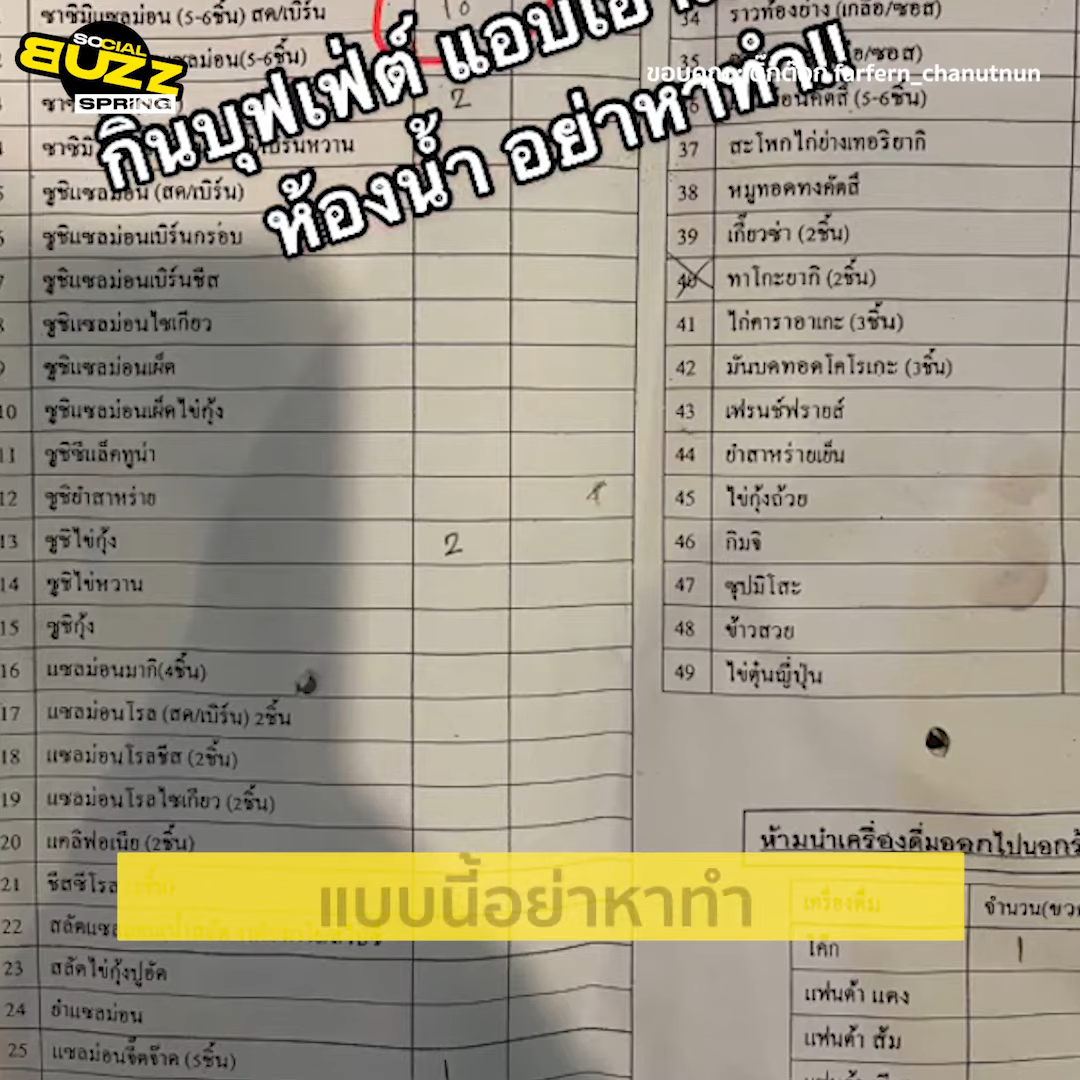 SOCIAL
BUZZ
SPRING
กินบุฟเฟ่ต์ แอบเอา
ห้องน้ำ อย่าหาทำ!!
farfern_chanutnun
แบบนี้อย่าหาทำ
ซาซิมิแซลม่อน (5-6ชิ้น) สด/เบิร์น 10
2
ซูชิแซลม่อน (สด/เบิร์น)
ซูชิแซลม่อนเบิร์นกรอบ
ซูชิแซลม่อนเบิร์นชีส
ซูชิแซลม่อนไซเกียว
ซูชิแซลม่อนเผ็ด
10 ซูชิแซลม่อนเผ็ดไข่กุ้ง
11 ซูชิซีแล็คทูน่า
12 ซูชิยำสาหร่าย
13 ซูชิไข่กุ้ง 2
14 ซูชิไข่หวาน
15 ซูชิกุ้ง
16 แซลม่อนมากิ(4ชิ้น)
17 แซลม่อนโรล (สด/เบิร์น) 2ชิ้น
18 แซลม่อนโรลชีส (2ชิ้น)
19 แซลม่อนโรลไซเกียว (2ชิ้น)
20 แคลิฟอเนีย (2ชิ้น)
21 ชีสซีโรล
22
23 สลัดไข่กุ้งปูอัด
24 ยำแซลม่อน
25 แซลม่อนจี๊ดจ๊าด (5ชิ้น)
34 ราวท้องย่าง (เกลือ/ซอส)
35
(5-6ชิ้น)
37 สะโพกไก่ย่างเทอริยากิ
38 หมูทอดทงคัตสึ
39 เกี๊ยวซ่า (2ชิ้น)
40 ทาโกะยากิ (2ชิ้น)
41 ไก่คาราอาเกะ (3ชิ้น)
42 มันบดทอดโคโรเกะ (3ชิ้น)
43 เฟรนช์ฟรายส์
44 ยำสาหร่ายเย็น
45 ไข่กุ้งถ้วย
46 กิมจิ
47 ซุปมิโสะ
48 ข้าวสวย
49 ไข่ตุ๋นญี่ปุ่น
ห้ามนำเครื่องดื่มออกไปนอกร้
เครื่องดื่ม จำนวน(ขวด
โค้ก 1
แฟนต้า แดง
แฟนต้า ส้ม